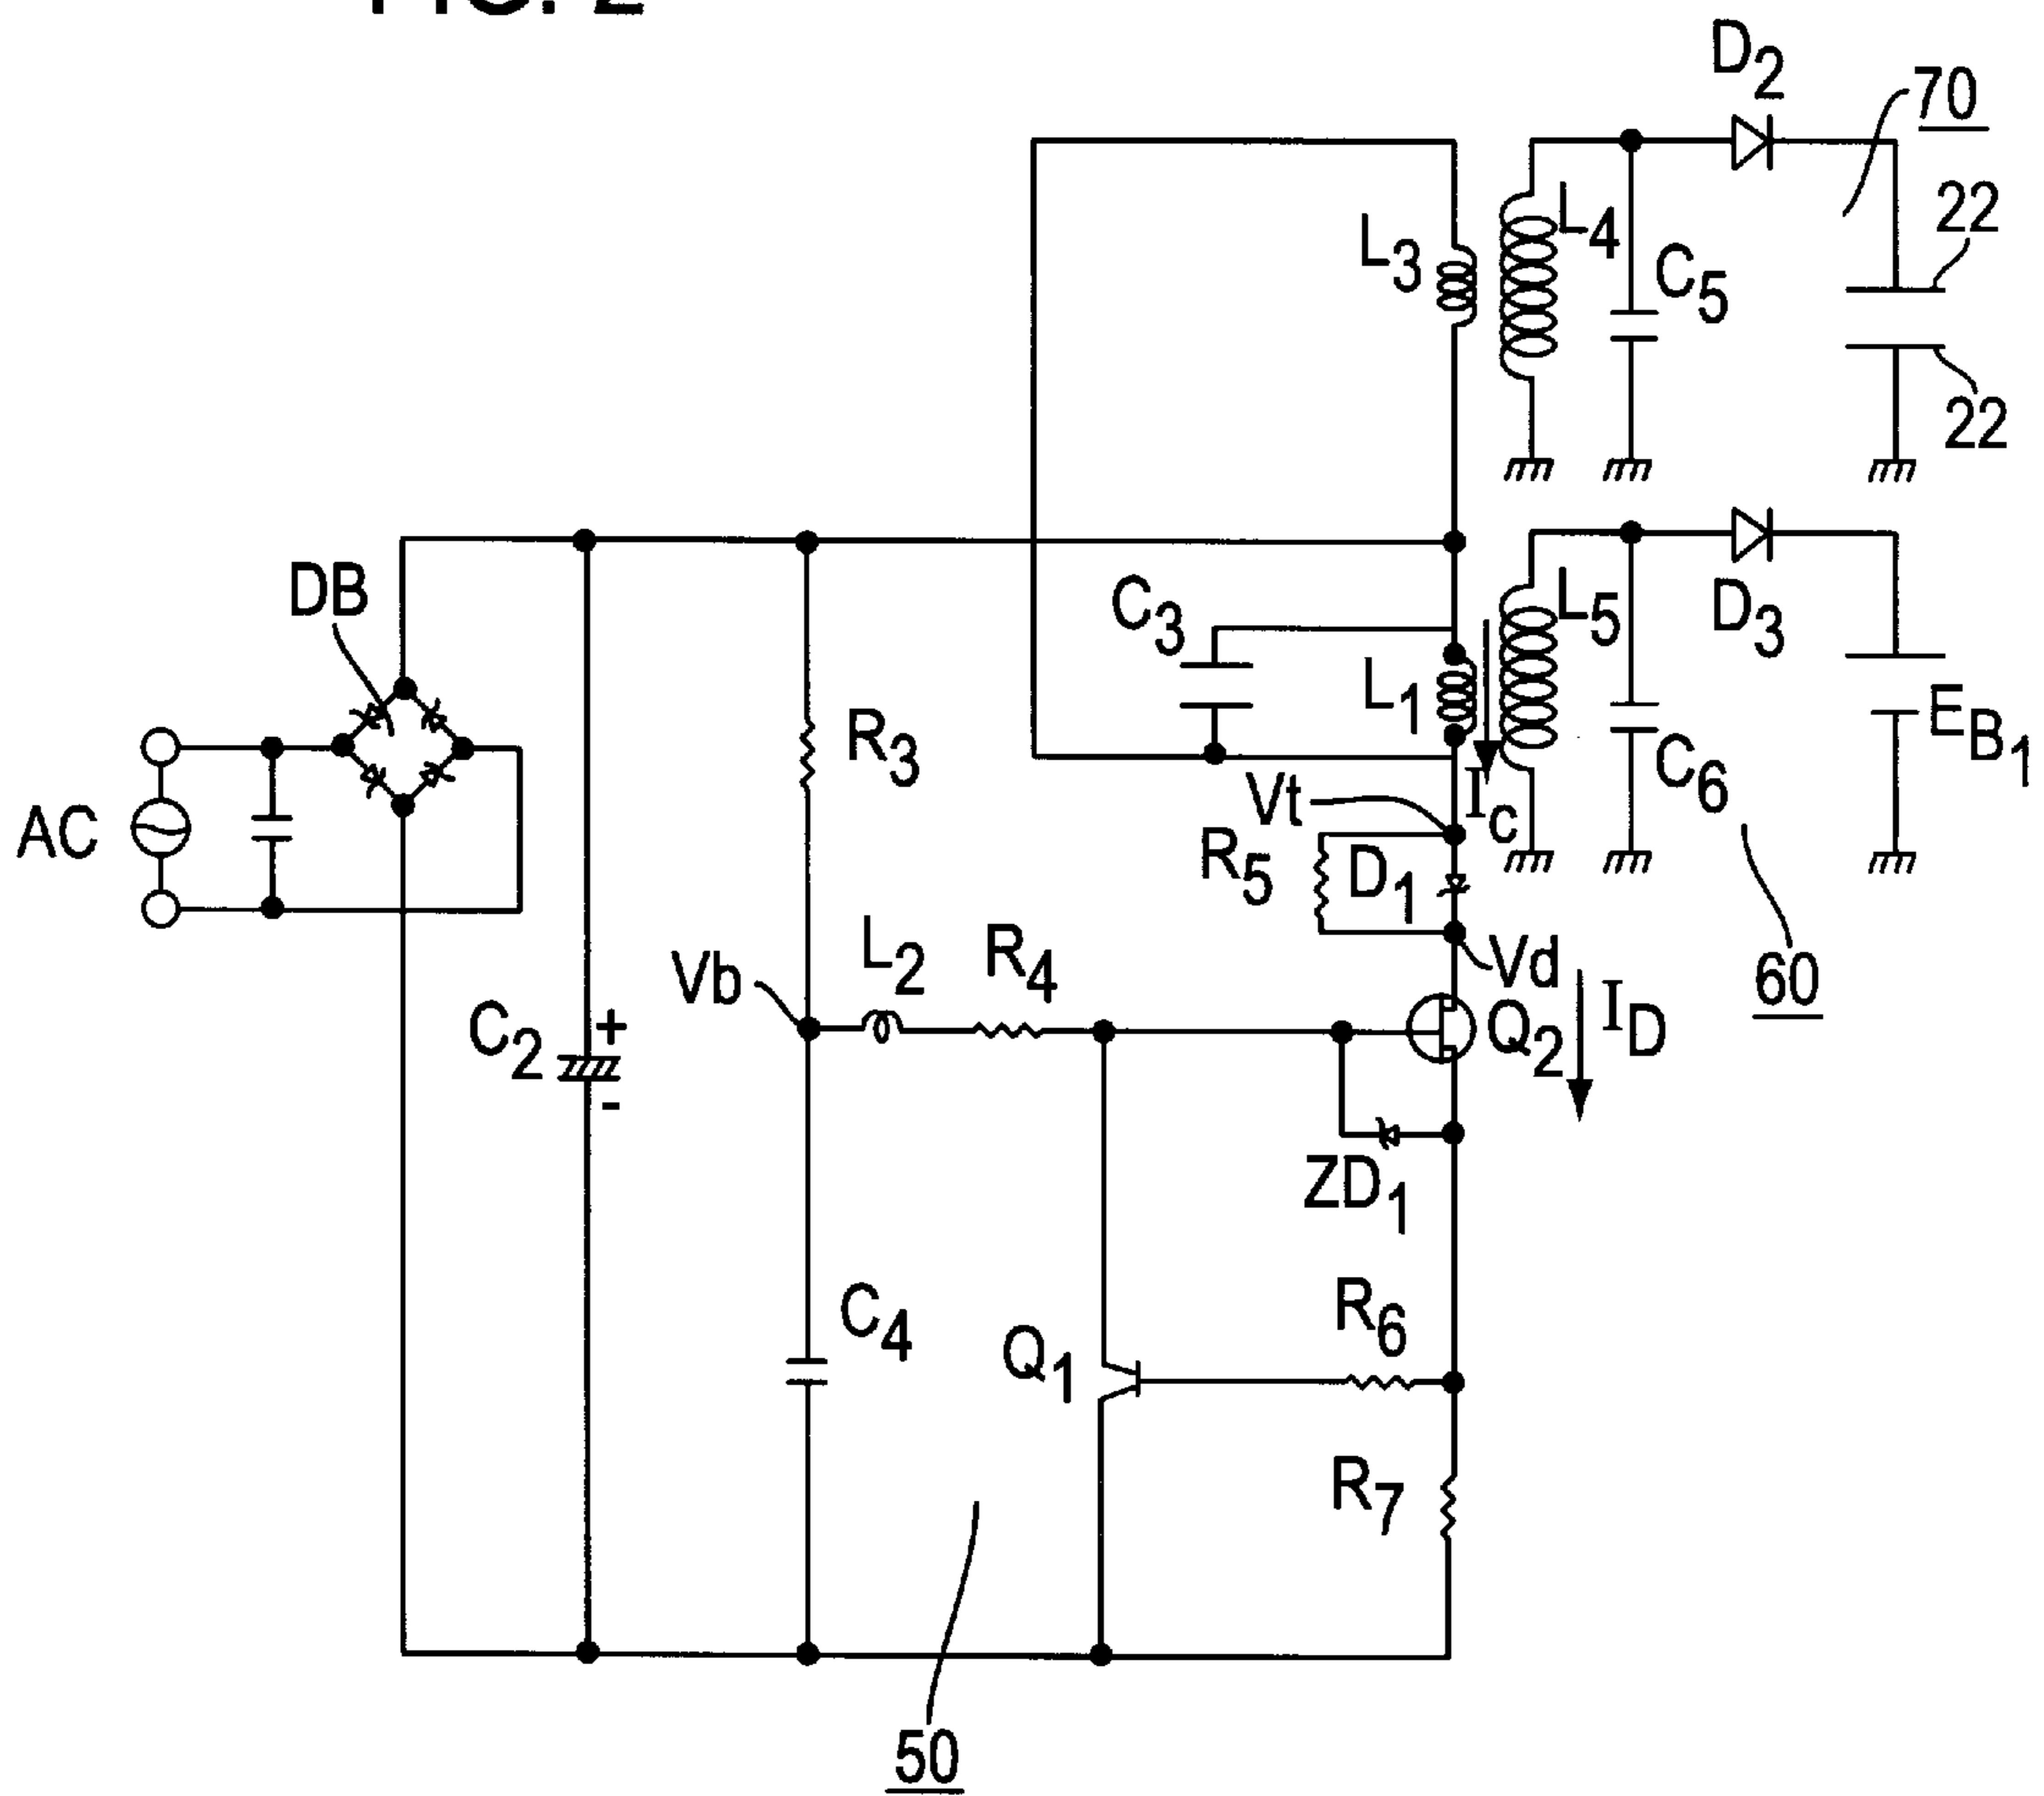 D2
70
L4
22
L3
C5
22
DB
C3
L5
D3
L1
EB1
R3
C6
Vt
Ic
AC
R5
D1
L2
R4
Vd
60
Vb
C2
+
-
Q2
ID
ZD1
C4
R6
Q1
R7
50